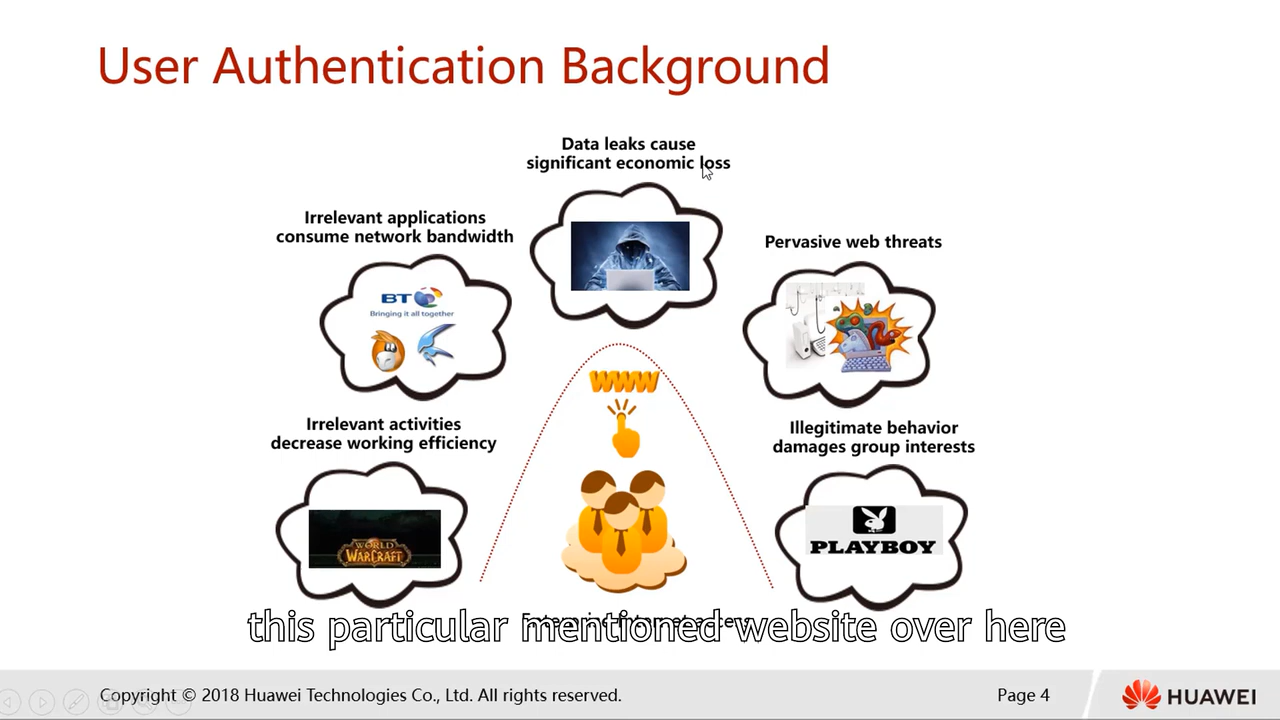 User Authentication Background
Data leaks cause
significant economic loss
Irrelevant applications
consume network bandwidth
Pervasive web threats
BT
Bringing it all together
WWW
Irrelevant activities
decrease working efficiency
Illegitimate behavior
damages group interests
WORLD
WARCRAFT
PLAYBOY
this particular mentioned website over here
Copyright © 2018 Huawei Technologies Co., Ltd. All rights reserved.
Page 4
HUAWEI